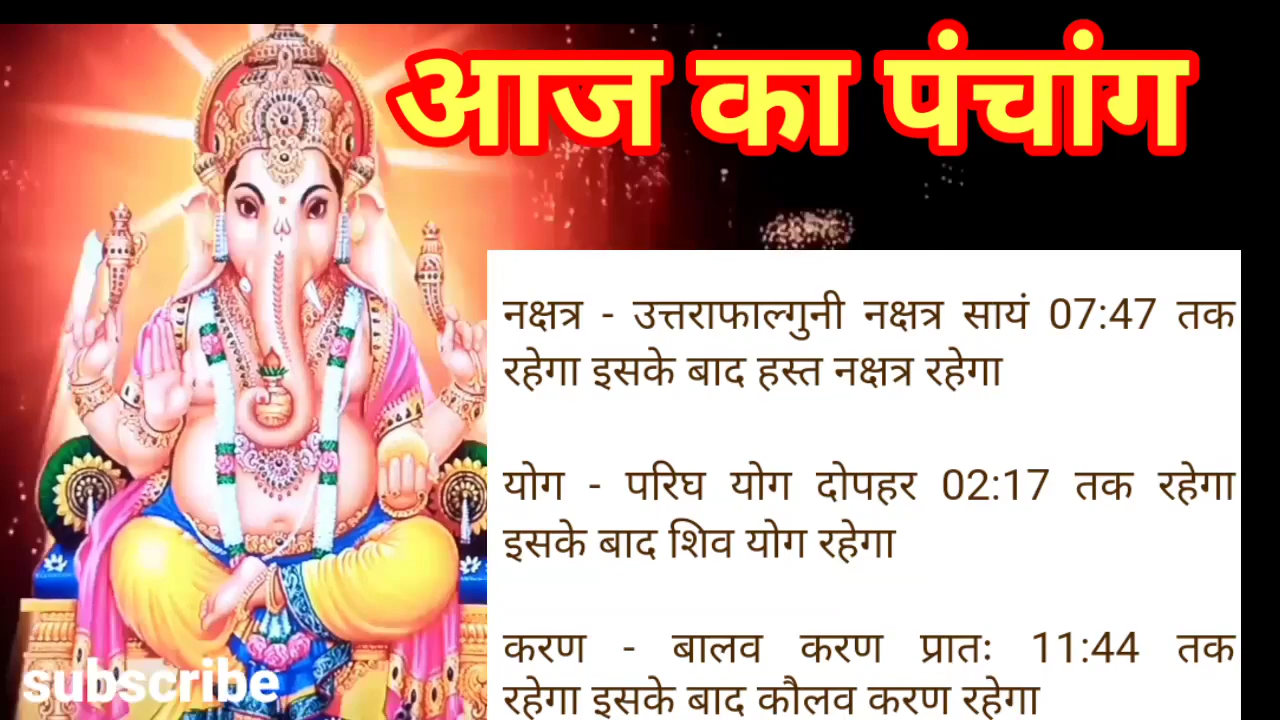 आज का पंचांग
नक्षत्र - उत्तराफाल्गुनी नक्षत्र सायं 07:47 तक
रहेगा इसके बाद हस्त नक्षत्र रहेगा
योग - परिघ योग दोपहर 02:17 तक रहेगा
इसके बाद शिव योग रहेगा
करण - बालव करण प्रातः 11:44 तक
रहेगा इसके बाद कौलव करण रहेगा
subscribe